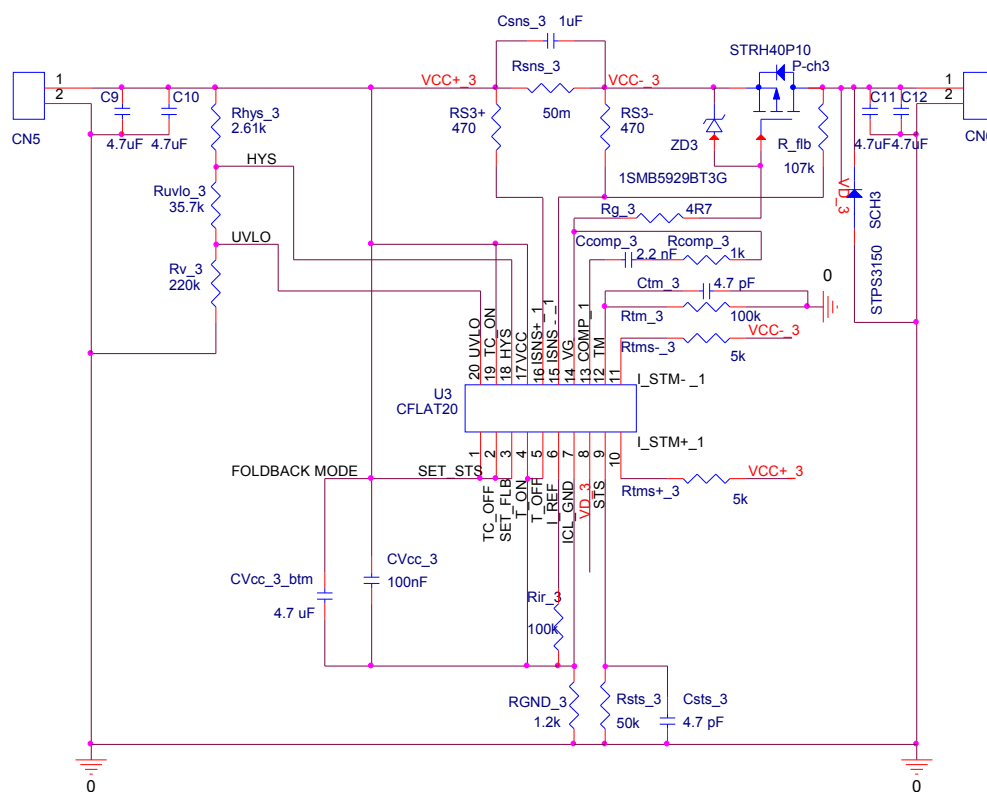 Csns_3 1uF
STRH40P10
P-ch3
Rsns_3
VCC+_3
VCC-_3
50m
1
2
CN5
C9
4.7uF
C10
4.7uF
Rhys_3
2.61k
HYS
RS3+
470
RS3-
470
ZD3
1SMB5929BT3G
R_flb
107k
C11
4.7uF
C12
4.7uF
1
2
VD_3
SCH3
STPS3150
Ruvlo_3
35.7k
UVLO
Rv_3
220k
Rg_3 4R7
Ccomp_3
2.2 nF
Rcomp_3
1k
Ctm_3 4.7 pF
0
Rtm_3 100k
Rtms-_3
VCC-_3
5k
20 UVLO
19 TC_ON
18 HYS
17 VCC
16 ISNS+_1
15 ISNS-_1
14 VG
13 COMP_1
12 TM
11
I_STM-_1
U3
CFLAT20
I_STM+_1
1
2
3
4
5
6
7
8
9
10
FOLDBACK MODE
SET_STS
TC_OFF
SET_FLB
T_ON
T_OFF
I_REF
ICL_GND
VD_3
STS
VCC+_3
Rtms+_3
5k
CVcc_3_btm
4.7 uF
CVcc_3
100nF
Rir_3
100k
RGND_3
1.2k
Rsts_3
50k
Csts_3
4.7 pF
0
0